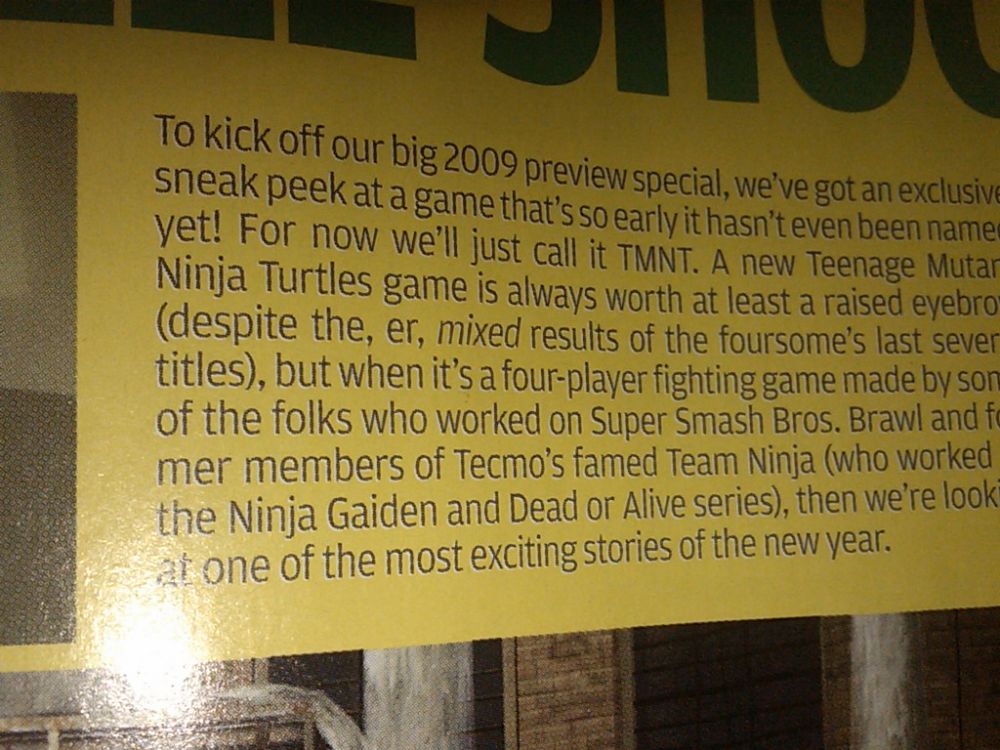 LE SHOO
To kick off our big 2009 preview special, we've got an exclusive
sneak peek at a game that's so early it hasn't even been named
yet! For now we'll just call it TMNT. A new Teenage Mutan
Ninja Turtles game is always worth at least a raised eyebro
(despite the, er, mixed results of the foursome's last sever
titles), but when it's a four-player fighting game made by som
of the folks who worked on Super Smash Bros. Brawl and fo
mer members of Tecmo's famed Team Ninja (who worked
the Ninja Gaiden and Dead or Alive series), then we're looki
at one of the most exciting stories of the new year.